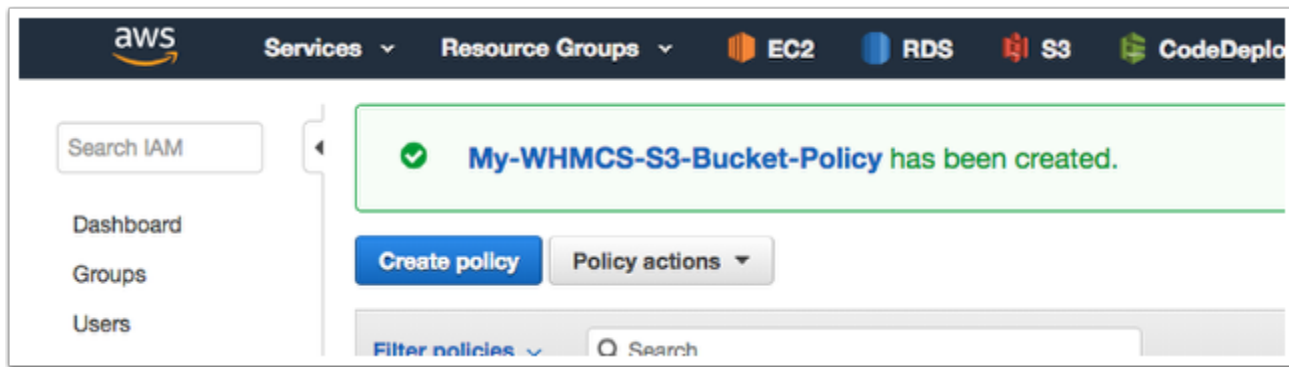 aws Services Resource Groups EC2 RDS S3 CodeDeplo
Search IAM
My-WHMCS-S3-Bucket-Policy has been created.
Dashboard
Groups
Users
Create policy Policy actions
Filter policies Search